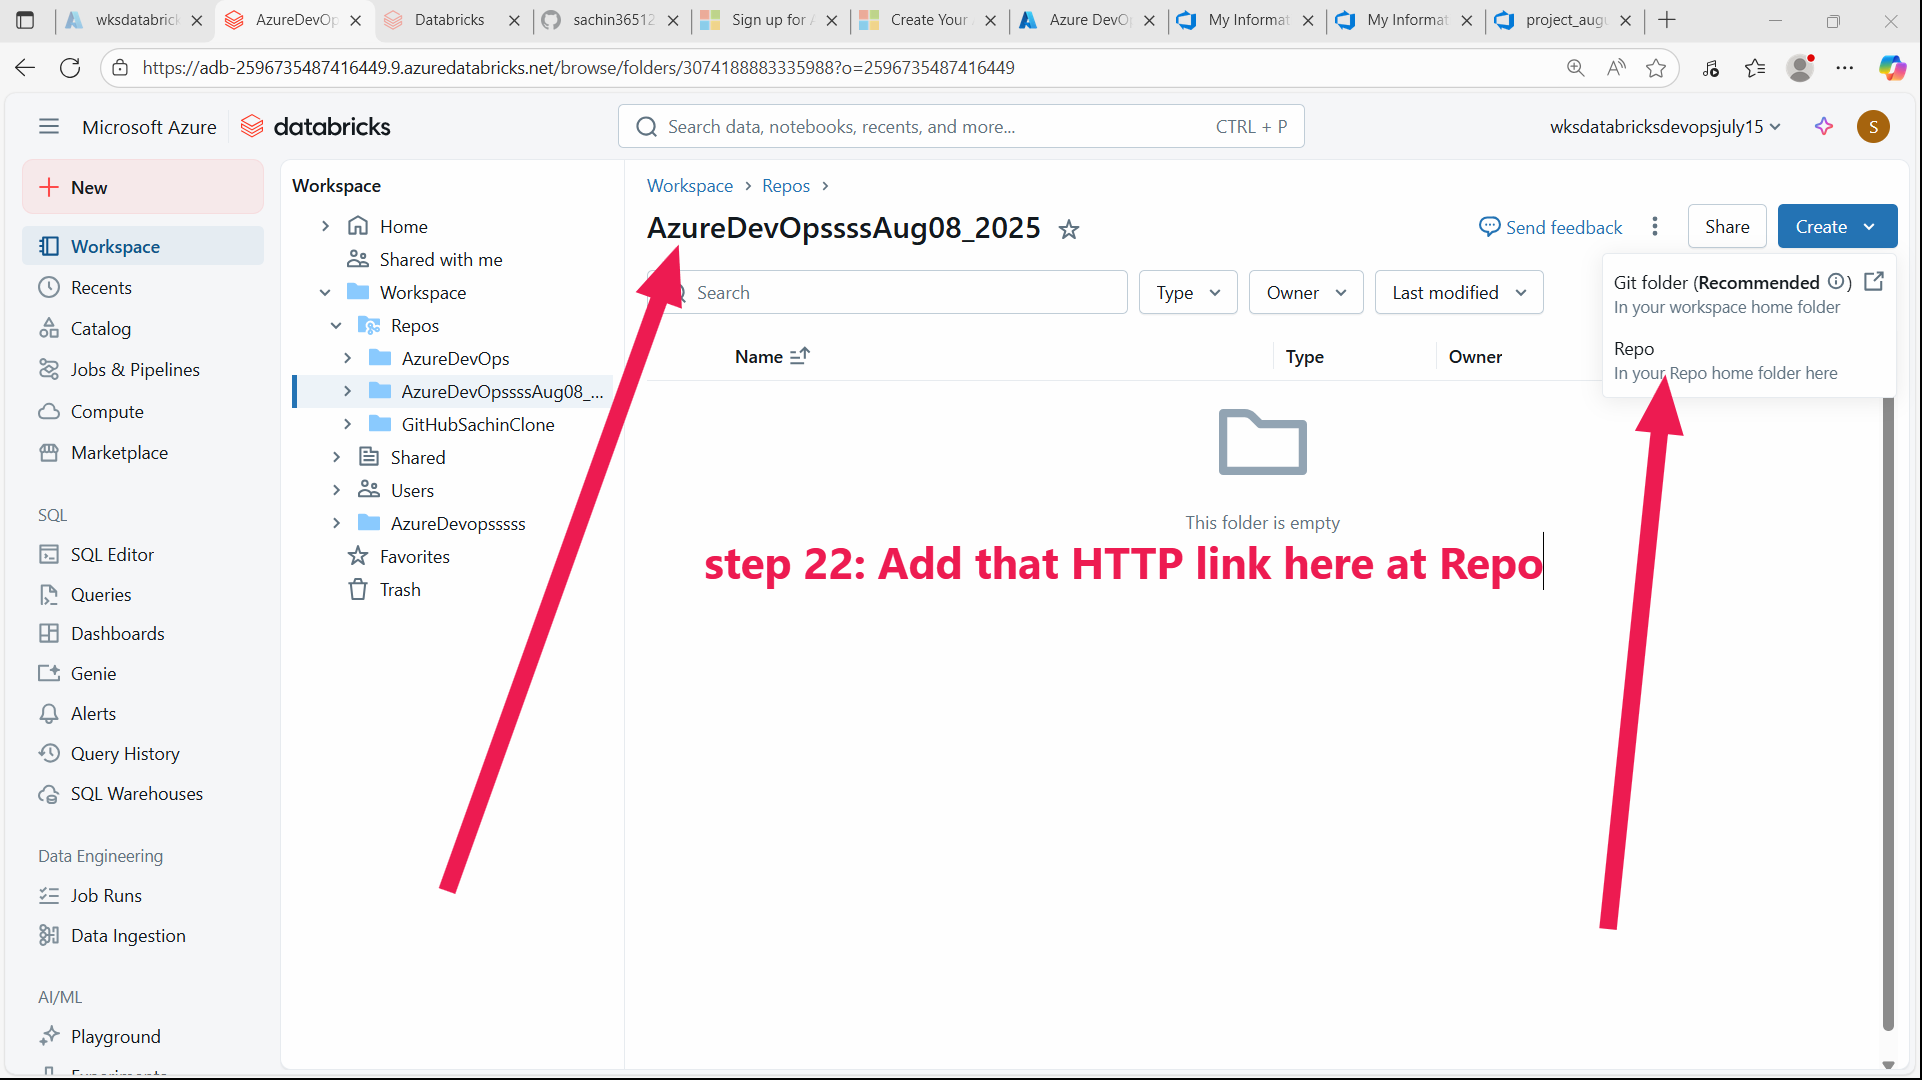 wksdatabrick
AzureDevOp
Databricks
sachin36512
Sign up for A
Create Your A
Azure DevOp
My Informat
My Informat
project_augu
https://adb-2596735487416449.9.azuredatabricks.net/browse/folders/3074188883335988?o=2596735487416449
Microsoft Azure
databricks
Search data, notebooks, recents, and more...
CTRL + P
wksdatabricksdevopsjuly15
S
New
Workspace
Recents
Catalog
Jobs & Pipelines
Compute
Marketplace
SQL
SQL Editor
Queries
Dashboards
Genie
Alerts
Query History
SQL Warehouses
Data Engineering
Job Runs
Data Ingestion
AI/ML
Playground
Experiments
Workspace
Home
Shared with me
Workspace
Repos
AzureDevOps
AzureDevOpssssAug08_...
GitHubSachinClone
Shared
Users
AzureDevopsssss
Favorites
Trash
Workspace > Repos >
AzureDevOpssssAug08_2025
Send feedback
Share
Create
Search
Type
Owner
Last modified
Git folder (Recommended)
In your workspace home folder
Repo
In your Repo home folder here
Name
Type
Owner
This folder is empty
step 22: Add that HTTP link here at Repo